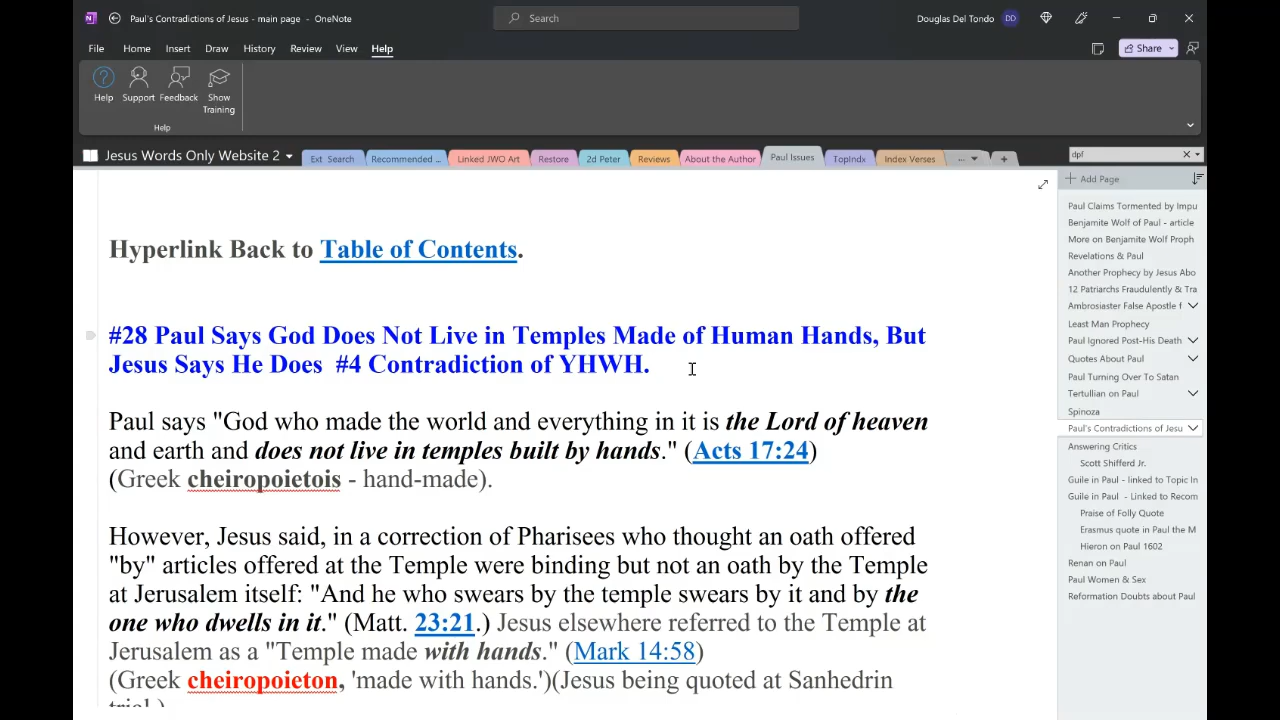 Paul's Contradictions of Jesus - main page - OneNote
Search
Douglas Del Tondo DD
File Home Insert Draw History Review View Help
Share
Help Support Feedback Show Training
Help
Jesus Words Only Website 2
Ext Search Recommended ... Linked JWO Art Restore 2d Peter Reviews About the Author Paul Issues TopIndx Index Verses ... +
dpf
Add Page
Hyperlink Back to Table of Contents.
#28 Paul Says God Does Not Live in Temples Made of Human Hands, But
Jesus Says He Does #4 Contradiction of YHWH.
Paul says "God who made the world and everything in it is the Lord of heaven
and earth and does not live in temples built by hands." (Acts 17:24)
(Greek cheiropoietois - hand-made).
However, Jesus said, in a correction of Pharisees who thought an oath offered
"by" articles offered at the Temple were binding but not an oath by the Temple
at Jerusalem itself: "And he who swears by the temple swears by it and by the
one who dwells in it." (Matt. 23:21.) Jesus elsewhere referred to the Temple at
Jerusalem as a "Temple made with hands." (Mark 14:58)
(Greek cheiropoieton, 'made with hands.')(Jesus being quoted at Sanhedrin
trial.)
Paul Claims Tormented by Impu
Benjamite Wolf of Paul - article
More on Benjamite Wolf Proph
Revelations & Paul
Another Prophecy by Jesus Abo
12 Patriarchs Fraudulently & Tra
Ambrosiaster False Apostle f
Least Man Prophecy
Paul Ignored Post-His Death
Quotes About Paul
Paul Turning Over To Satan
Tertullian on Paul
Spinoza
Paul's Contradictions of Jesu
Answering Critics
Scott Shifferd Jr.
Guile in Paul - linked to Topic In
Guile in Paul - Linked to Recom
Praise of Folly Quote
Erasmus quote in Paul the M
Hieron on Paul 1602
Renan on Paul
Paul Women & Sex
Reformation Doubts about Paul